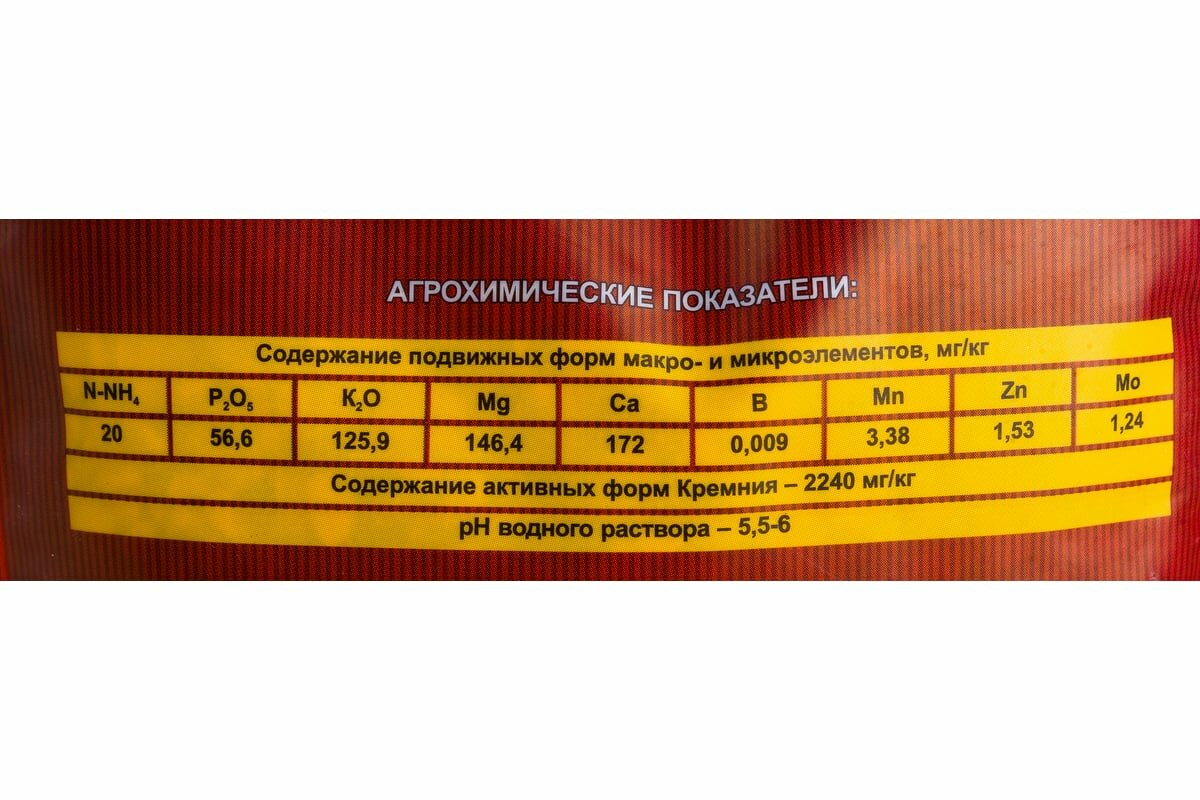 АГРОХИМИЧЕСКИЕ ПОКАЗАТЕЛИ:
Содержание подвижных форм макро- и микроэлементов, мг/кг
N-NH₄ P₂O₅ K₂O Mg Ca B Mn Zn Mo
20 56,6 125,9 146,4 172 0,009 3,38 1,53 1,24
Содержание активных форм Кремния – 2240 мг/кг
pH водного раствора – 5,5-6